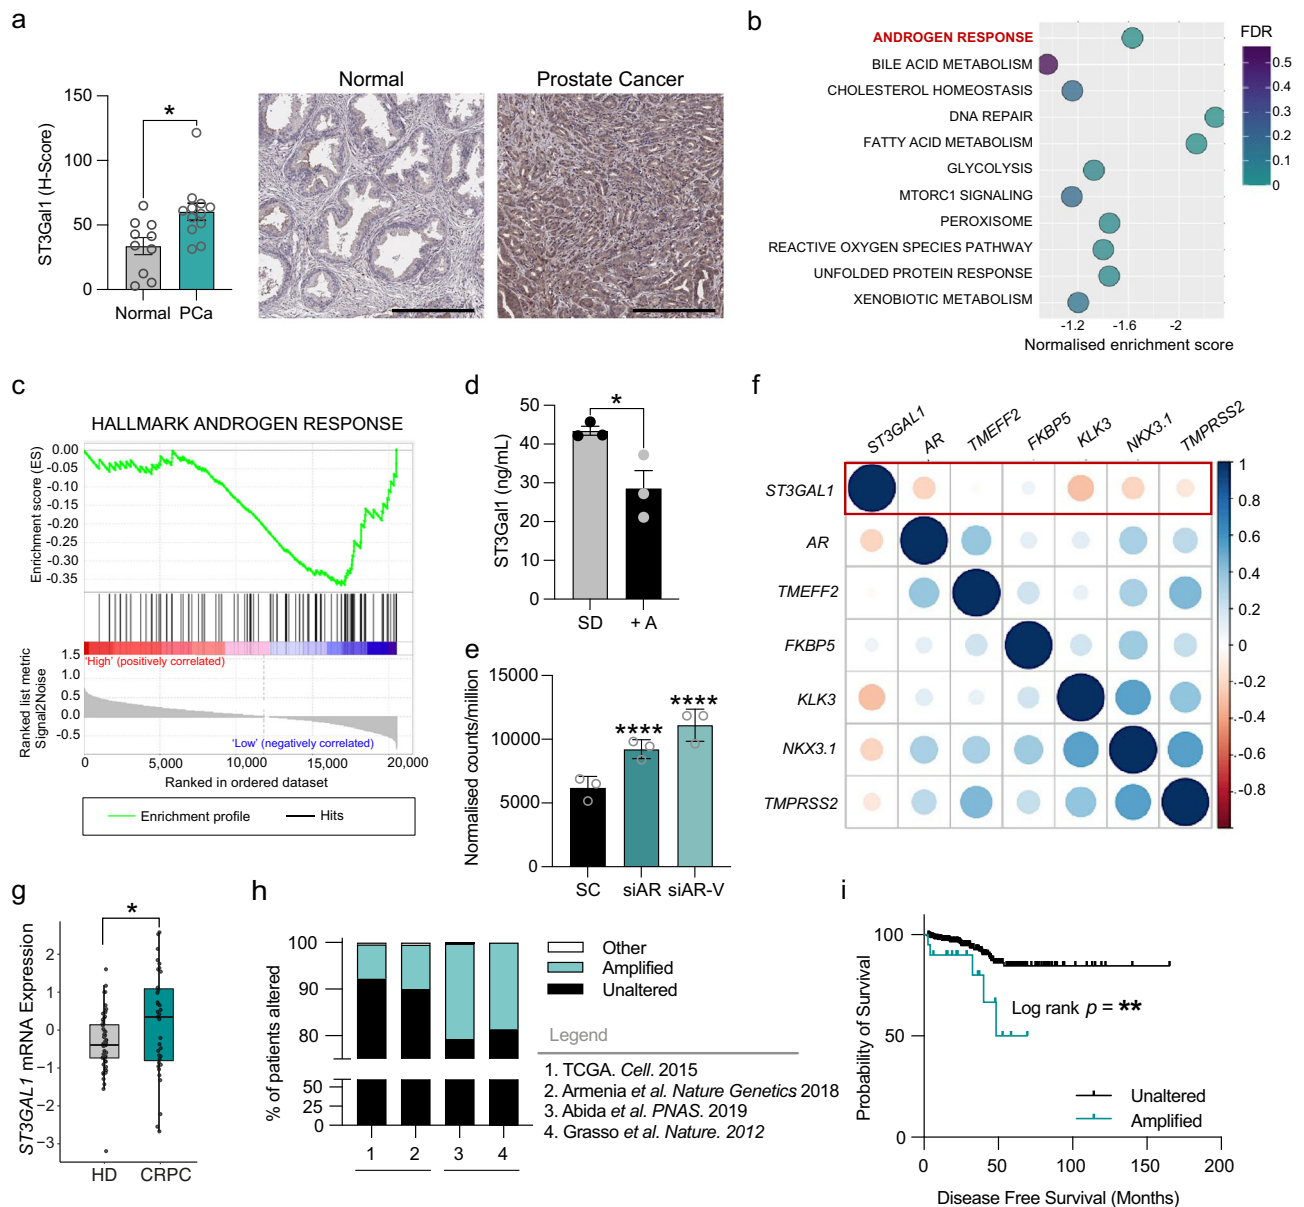 a
Normal
Prostate Cancer
ST3Gal1 (H-Score)
150
100
50
0
*
Normal PCa
b
ANDROGEN RESPONSE
BILE ACID METABOLISM
CHOLESTEROL HOMEOSTASIS
DNA REPAIR
FATTY ACID METABOLISM
GLYCOLYSIS
MTORC1 SIGNALING
PEROXISOME
REACTIVE OXYGEN SPECIES PATHWAY
UNFOLDED PROTEIN RESPONSE
XENOBIOTIC METABOLISM
-1.2 -1.6 -2
Normalised enrichment score
FDR
0.5
0.4
0.3
0.2
0.1
0
c
HALLMARK ANDROGEN RESPONSE
Enrichment score (ES)
0.00
-0.05
-0.10
-0.15
-0.20
-0.25
-0.30
-0.35
'High' (positively correlated)
Ranked list metric
Signal2Noise
1.5
1.0
0.5
0.0
-0.5
'Low' (negatively correlated)
0 5,000 10,000 15,000 20,000
Ranked in ordered dataset
Enrichment profile Hits
d
ST3Gal1 (ng/mL)
50
40
30
20
10
0
*
SD + A
e
Normalised counts/million
15000
10000
5000
0
**** ****
SC siAR siAR-V
f
ST3GAL1 AR TMEFF2 FKBP5 KLK3 NKX3.1 TMPRSS2
ST3GAL1
AR
TMEFF2
FKBP5
KLK3
NKX3.1
TMPRSS2
1
0.8
0.6
0.4
0.2
0
-0.2
-0.4
-0.6
-0.8
g
ST3GAL1 mRNA Expression
2
1
0
−1
−2
−3
*
HD CRPC
h
% of patients altered
100
90
80
50
25
0
1 2 3 4
Other
Amplified
Unaltered
Legend
1. TCGA. Cell. 2015
2. Armenia et al. Nature Genetics 2018
3. Abida et al. PNAS. 2019
4. Grasso et al. Nature. 2012
i
Probability of Survival
100
50
0
Log rank p = **
Unaltered
Amplified
0 50 100 150 200
Disease Free Survival (Months)